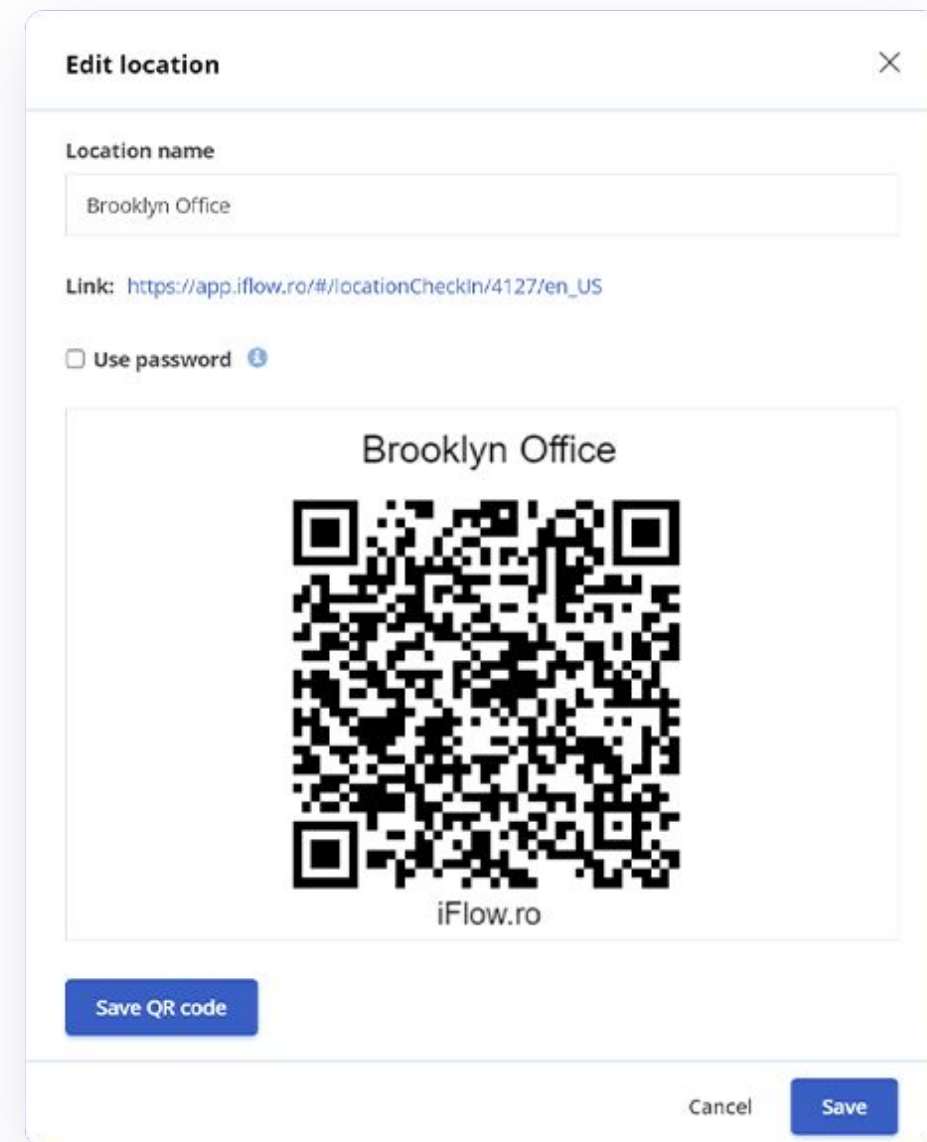 Edit location
Location name
Brooklyn Office
Link: https://app.iflow.ro/#/locationCheckIn/4127/en_US
Use password
Brooklyn Office
iFlow.ro
Save QR code
Cancel Save